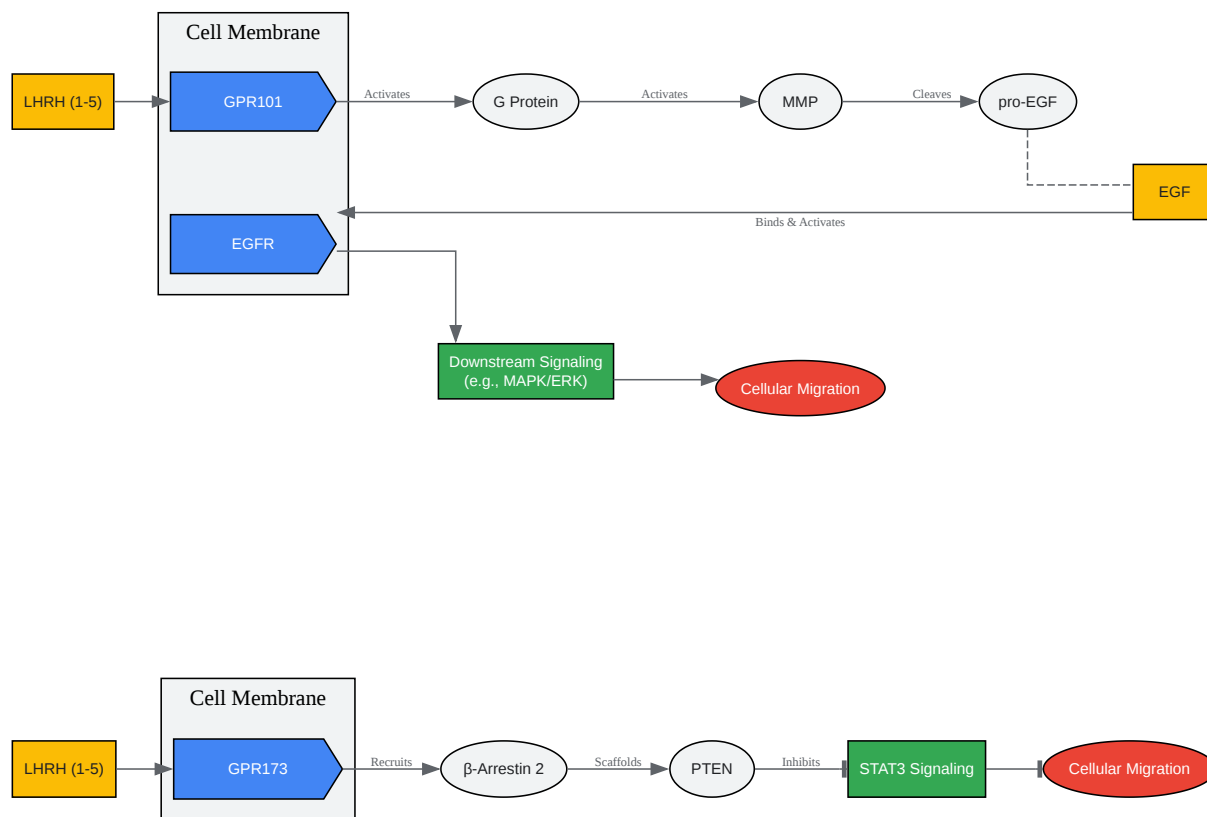 Cell Membrane
LHRH (1-5)
GPR101
Activates
G Protein
Activates
MMP
Cleaves
pro-EGF
EGF
Binds & Activates
EGFR
Downstream Signaling
(e.g., MAPK/ERK)
Cellular Migration
Cell Membrane
LHRH (1-5)
GPR173
Recruits
β-Arrestin 2
Scaffolds
PTEN
Inhibits
STAT3 Signaling
Cellular Migration